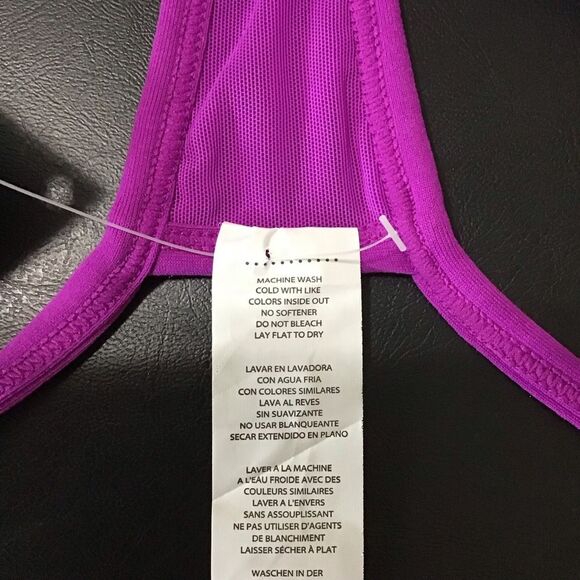 MACHINE WASH
COLD WITH LIKE
COLORS INSIDE OUT
NO SOFTENER
DO NOT BLEACH
LAY FLAT TO DRY
LAVAR EN LAVADORA
CON AGUA FRIA
CON COLORES SIMILARES
LAVA AL REVES
SIN SUAVIZANTE
NO USAR BLANQUEANTE
SECAR EXTENDIDO EN PLANO
LAVER A LA MACHINE
A L'EAU FROIDE AVEC DES
COULEURS SIMILAIRES
LAVER A L'ENVERS
SANS ASSOUPLISSANT
NE PAS UTILISER D'AGENTS
DE BLANCHIMENT
LAISSER SÉCHER À PLAT
WASCHEN IN DER